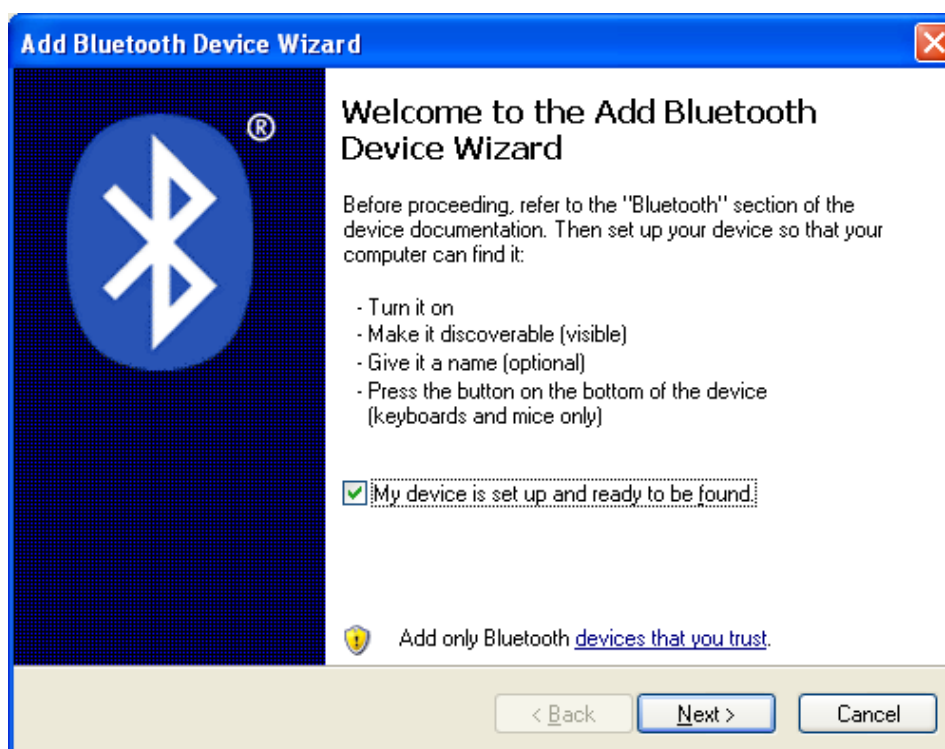 Add Bluetooth Device Wizard
®
Welcome to the Add Bluetooth
Device Wizard
Before proceeding, refer to the "Bluetooth" section of the
device documentation. Then set up your device so that your
computer can find it:
- Turn it on
- Make it discoverable (visible)
- Give it a name (optional)
- Press the button on the bottom of the device
(keyboards and mice only)
My device is set up and ready to be found.
Add only Bluetooth devices that you trust.
< Back Next > Cancel